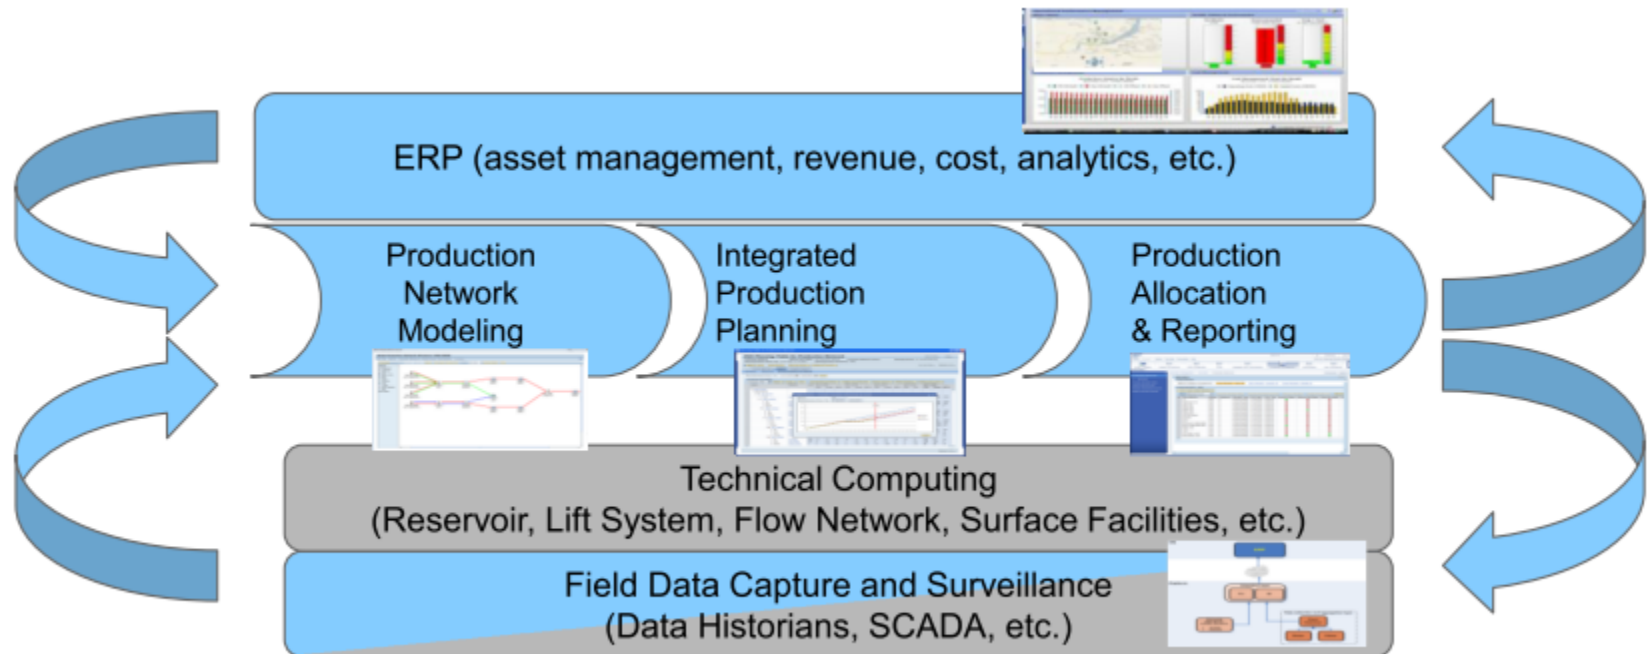 ERP (asset management, revenue, cost, analytics, etc.)
Production
Network
Modeling
Integrated
Production
Planning
Production
Allocation
& Reporting
Technical Computing
(Reservoir, Lift System, Flow Network, Surface Facilities, etc.)
Field Data Capture and Surveillance
(Data Historians, SCADA, etc.)